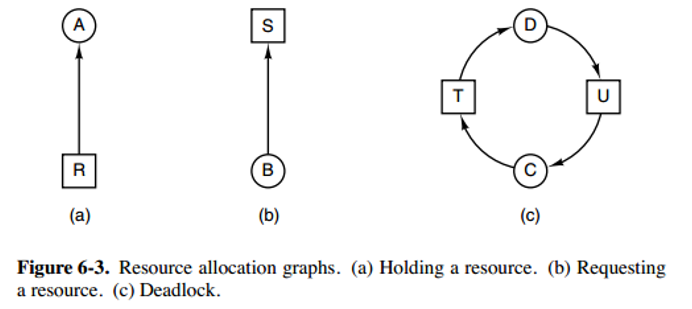 A
S
D
T
U
R
B
C
(a)
(b)
(c)
Figure 6-3. Resource allocation graphs. (a) Holding a resource. (b) Requesting
a resource. (c) Deadlock.